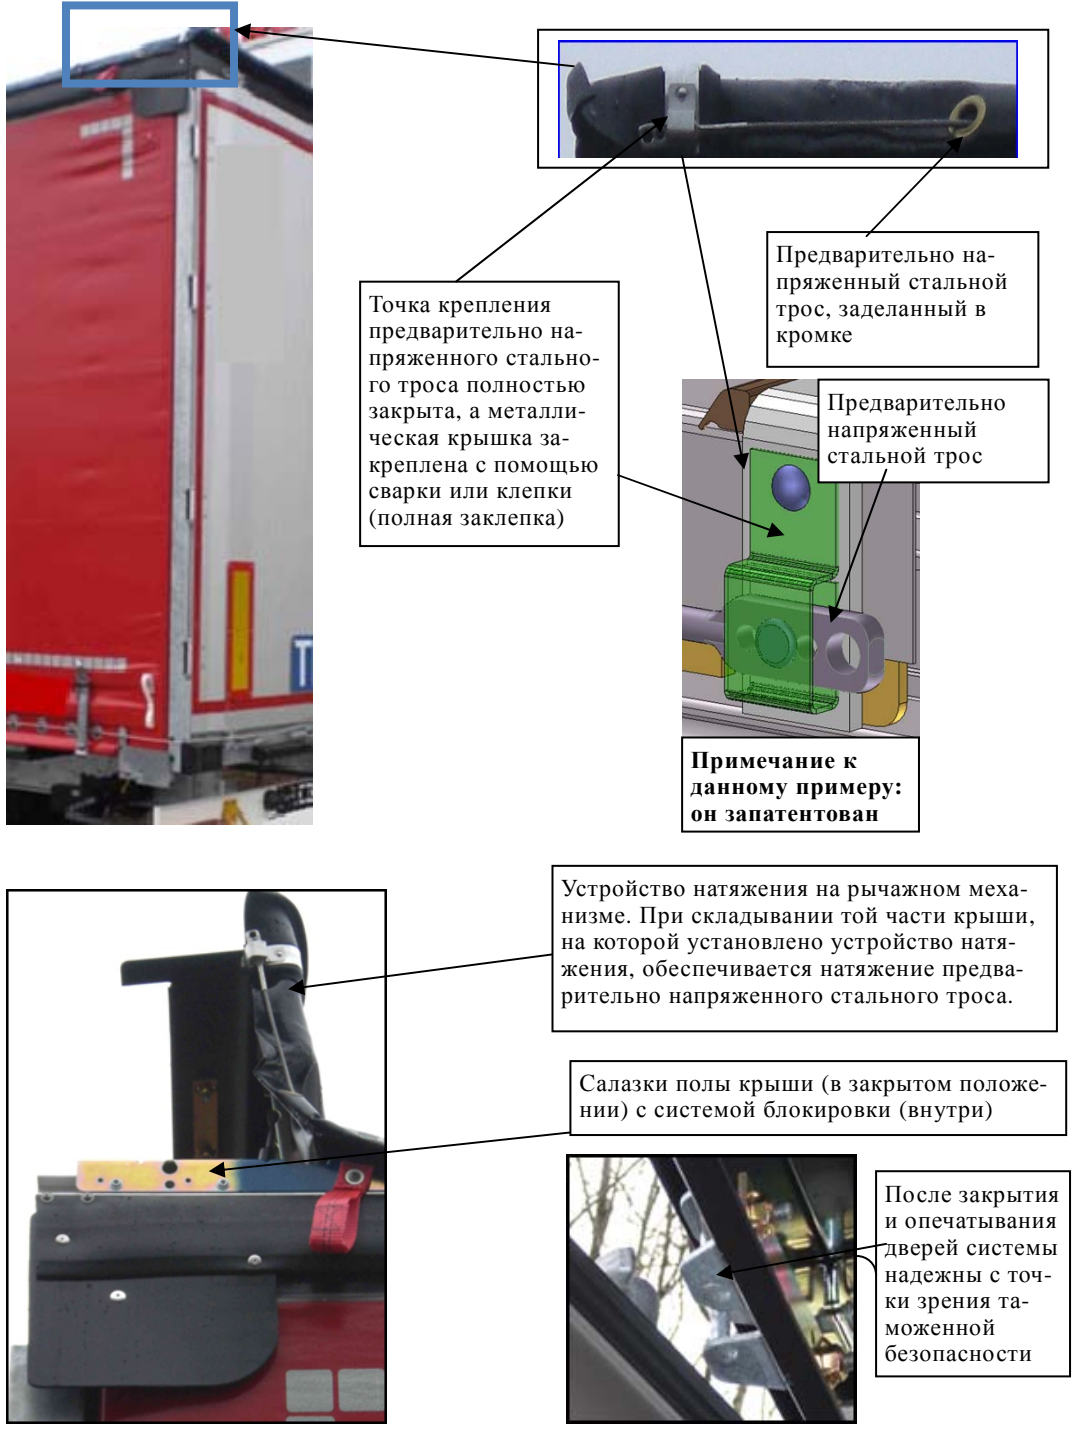 Предварительно на-
пряженный стальной
трос, заделанный в
кромке
Точка крепления
предварительно на-
пряженного стально-
го троса полностью
закрыта, а металли-
ческая крышка за-
креплена с помощью
сварки или клепки
(полная заклепка)
Предварительно
напряженный
стальной трос
Примечание к
данному примеру:
он запатентован
Устройство натяжения на рычажном меха-
низме. При складывании той части крыши,
на которой установлено устройство натя-
жения, обеспечивается натяжение предва-
рительно напряженного стального троса.
Салазки полы крыши (в закрытом положе-
нии) с системой блокировки (внутри)
После закрытия
и опечатывания
дверей системы
надежны с точ-
ки зрения та-
моженной
безопасности